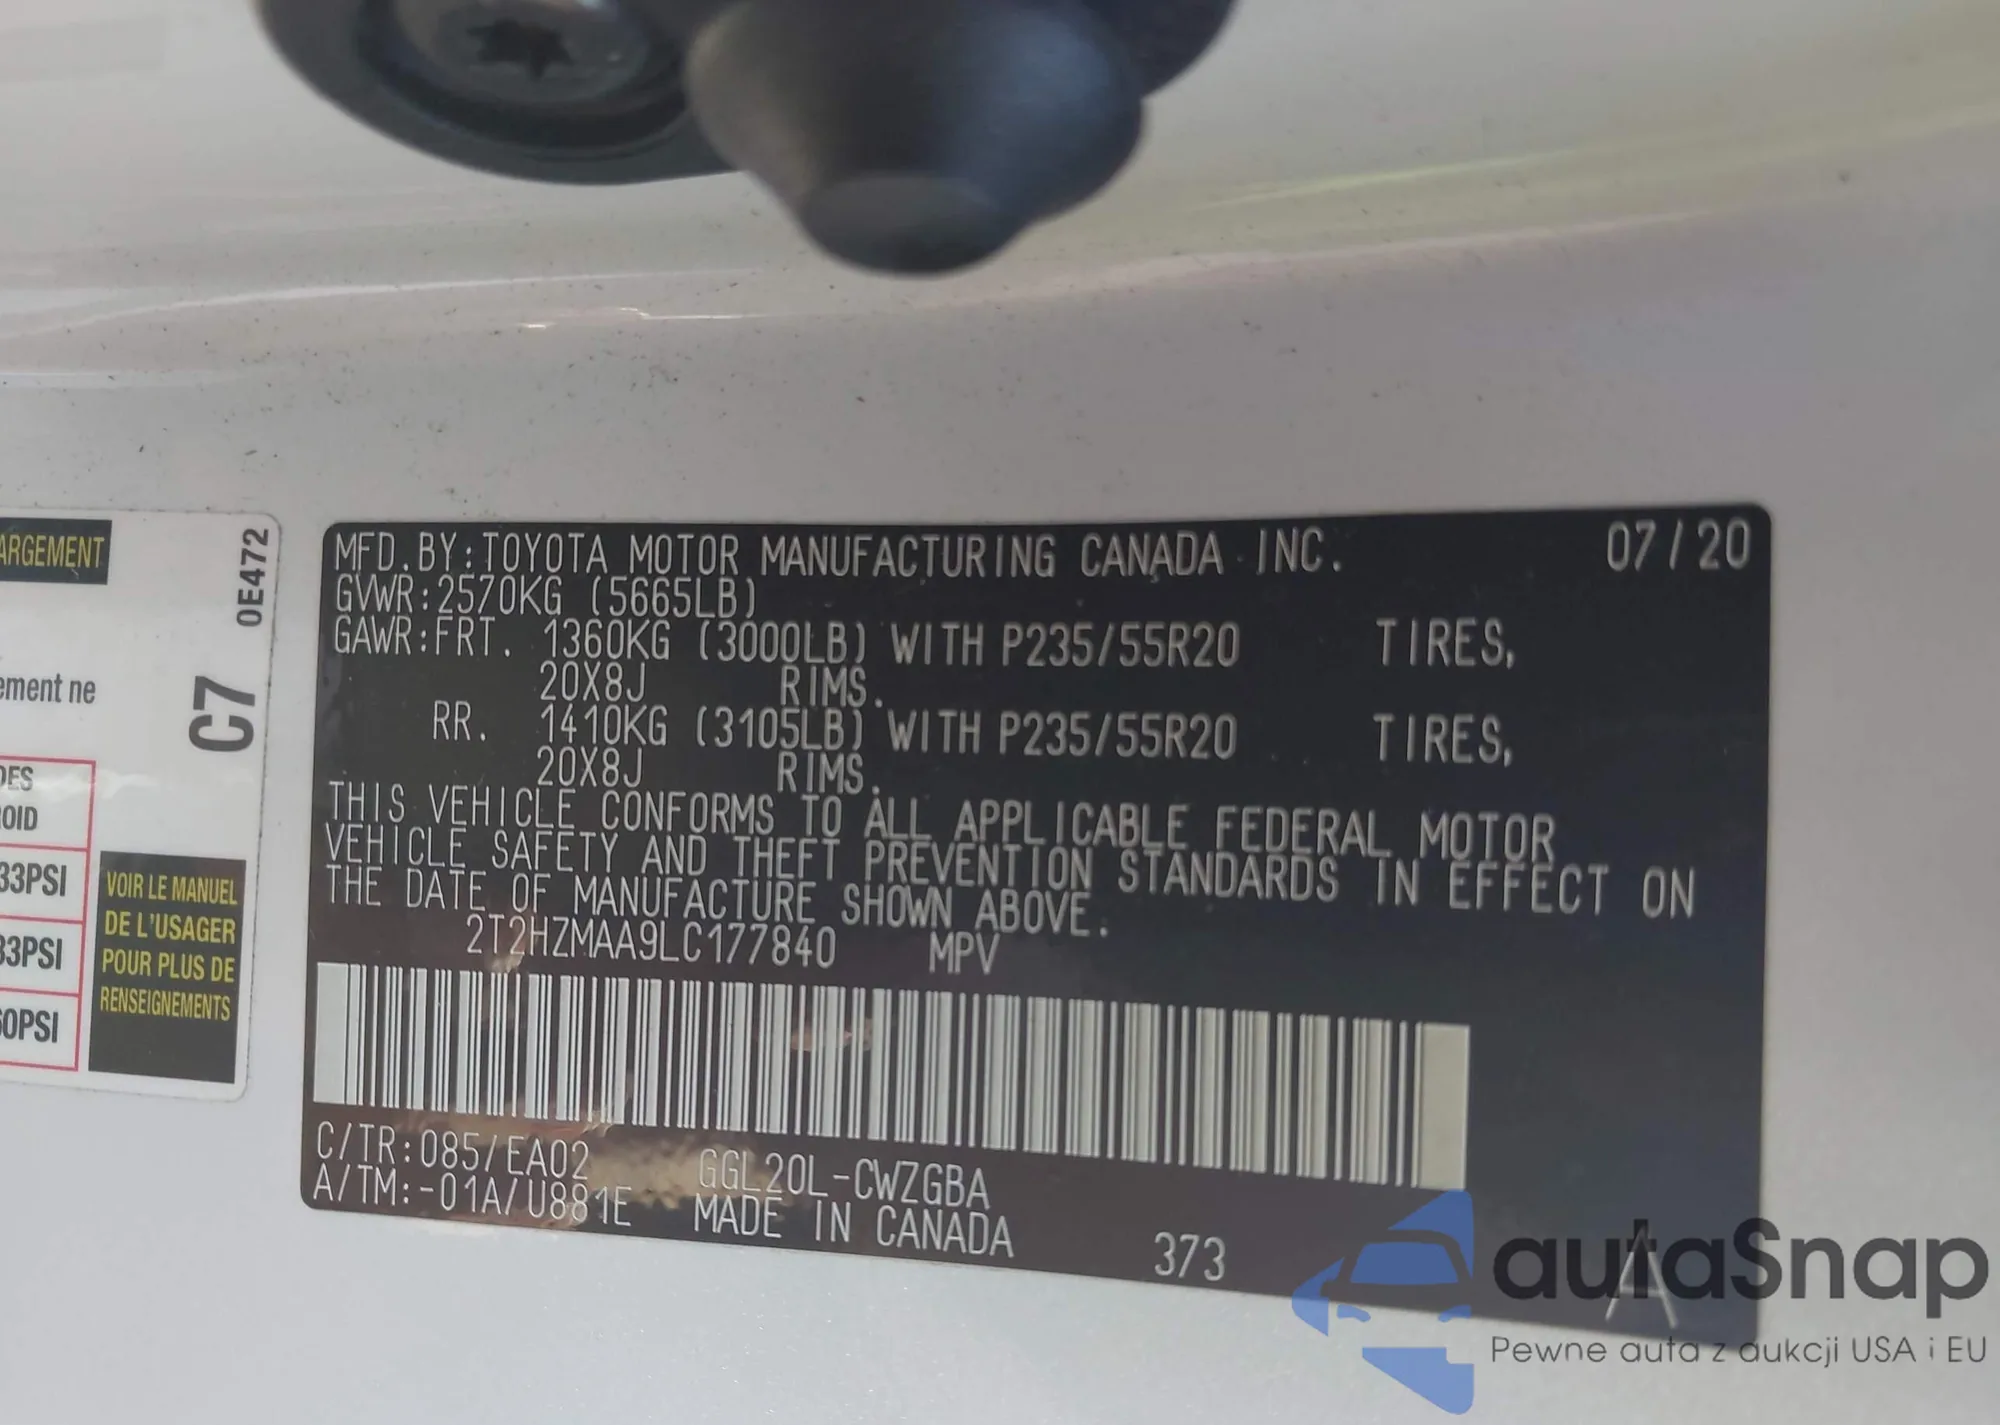 ARGEMENT
0E472
ement ne
C7
DES
OID
33PSI
33PSI
60PSI
VOIR LE MANUEL
DE L'USAGER
POUR PLUS DE
RENSEIGNEMENTS
MFD.BY:TOYOTA MOTOR MANUFACTURING CANADA INC. 07/20
GVWR:2570KG (5665LB)
GAWR:FRT. 1360KG (3000LB) WITH P235/55R20 TIRES,
20X8J RIMS.
RR. 1410KG (3105LB) WITH P235/55R20 TIRES,
20X8J RIMS.
THIS VEHICLE CONFORMS TO ALL APPLICABLE FEDERAL MOTOR
VEHICLE SAFETY AND THEFT PREVENTION STANDARDS IN EFFECT ON
THE DATE OF MANUFACTURE SHOWN ABOVE.
2T2HZMAA9LC177840 MPV
C/TR:085/EA02 GGL20L-CWZGBA
A/TM:-01A/U881E MADE IN CANADA 373 A
autaSnap
Pewne auta z aukcji USA i EU